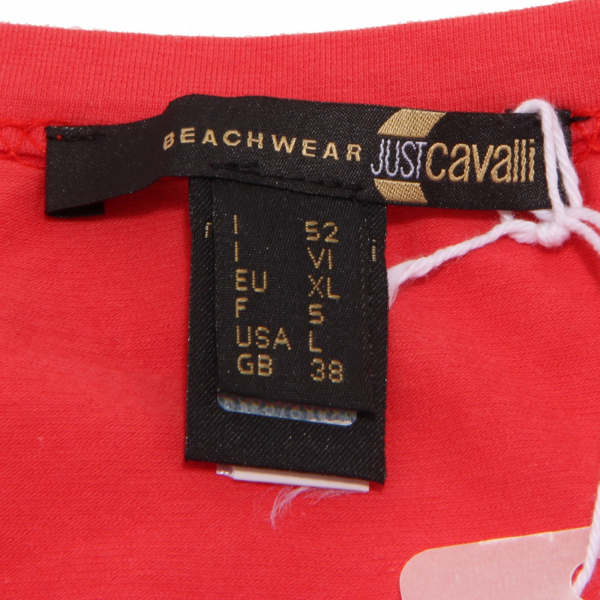 BEACHWEAR JUST cavalli
I 52
I VI
EU XL
F 5
USA L
GB 38